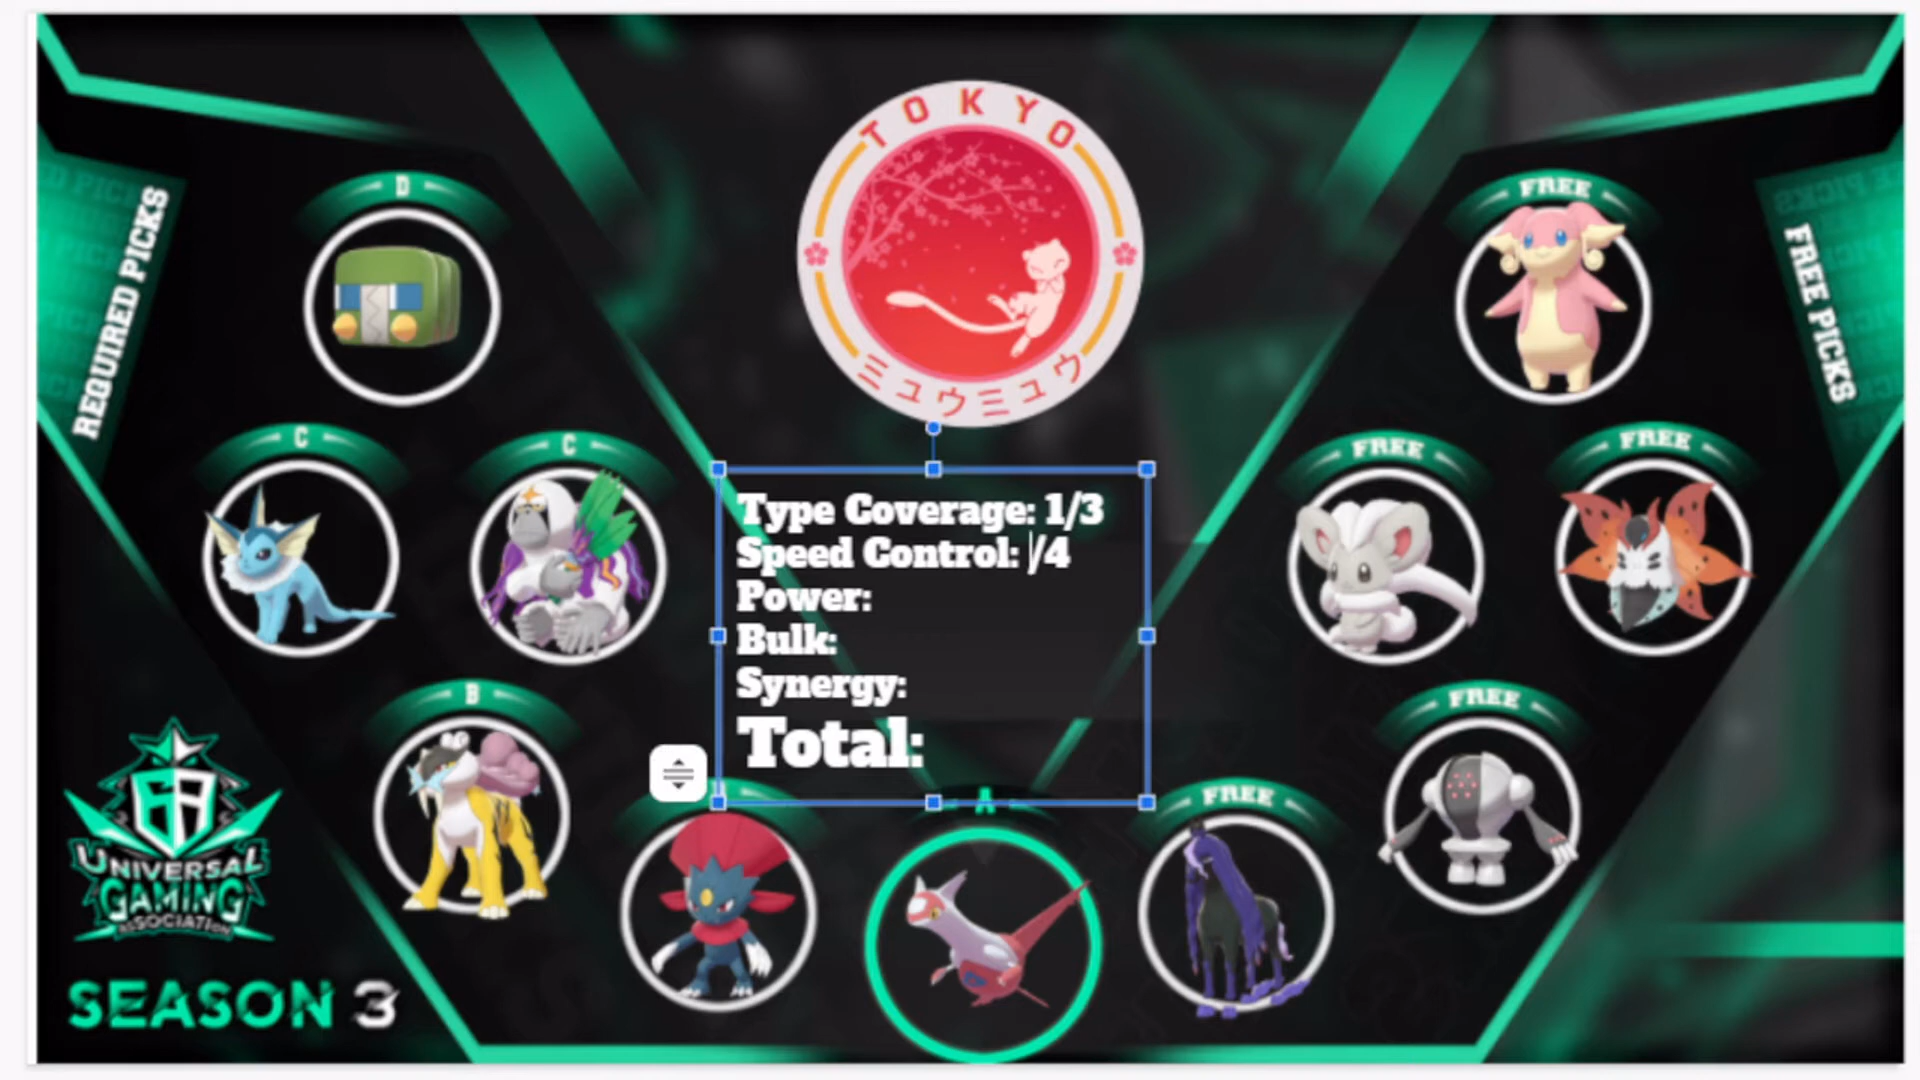 TOKYO
ミュウミュウ
REQUIRED PICKS
FREE PICKS
D
FREE
C
C
FREE
FREE
Type Coverage: 1/3
Speed Control: /4
Power:
Bulk:
Synergy:
Total:
B
FREE
A
FREE
GA
UNIVERSAL
GAMING
ASSOCIATION
SEASON 3